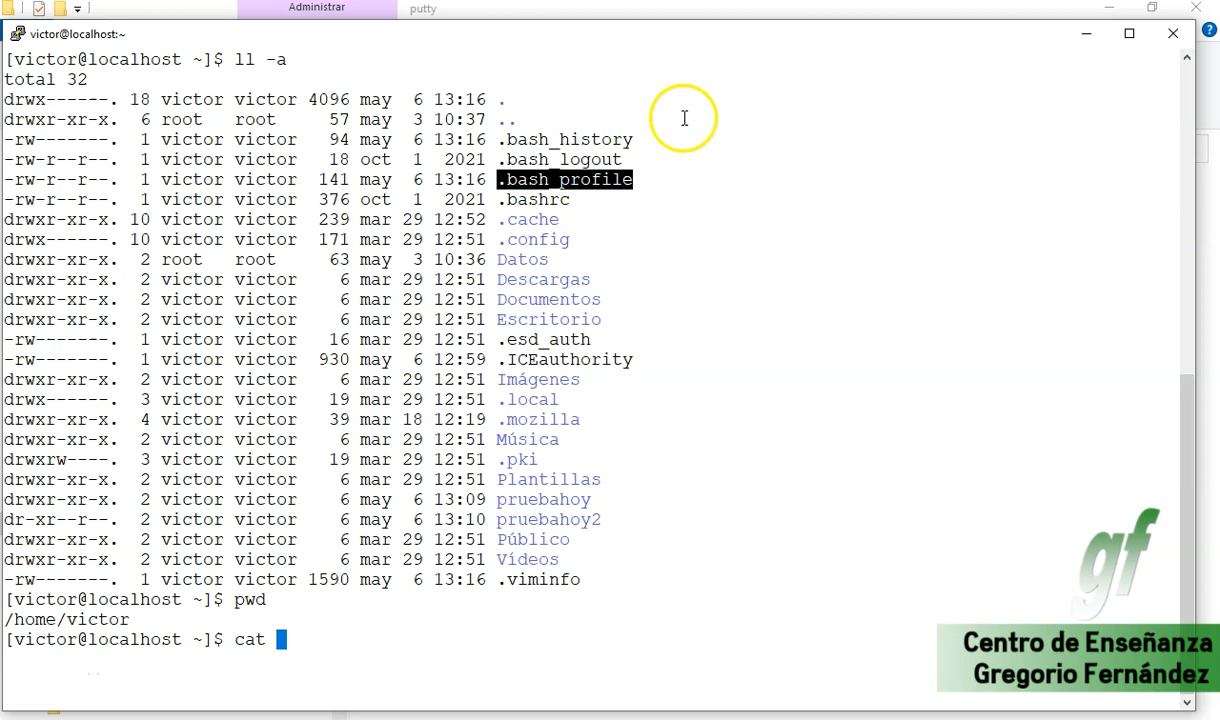 Administrar
putty
victor@localhost:~
[victor@localhost ~]$ ll -a
total 32
drwx------. 18 victor victor 4096 may  6 13:16 .
drwxr-xr-x.  6 root   root     57 may  3 10:37 ..
-rw-------.  1 victor victor   94 may  6 13:16 .bash_history
-rw-r--r--.  1 victor victor   18 oct  1  2021 .bash_logout
-rw-r--r--.  1 victor victor  141 may  6 13:16 .bash_profile
-rw-r--r--.  1 victor victor  376 oct  1  2021 .bashrc
drwxr-xr-x. 10 victor victor  239 mar 29 12:52 .cache
drwx------. 10 victor victor  171 mar 29 12:51 .config
drwxr-xr-x.  2 root   root     63 may  3 10:36 Datos
drwxr-xr-x.  2 victor victor    6 mar 29 12:51 Descargas
drwxr-xr-x.  2 victor victor    6 mar 29 12:51 Documentos
drwxr-xr-x.  2 victor victor    6 mar 29 12:51 Escritorio
-rw-------.  1 victor victor   16 mar 29 12:51 .esd_auth
-rw-------.  1 victor victor  930 may  6 12:59 .ICEauthority
drwxr-xr-x.  2 victor victor    6 mar 29 12:51 Imágenes
drwx------.  3 victor victor   19 mar 29 12:51 .local
drwxr-xr-x.  4 victor victor   39 mar 18 12:19 .mozilla
drwxr-xr-x.  2 victor victor    6 mar 29 12:51 Música
drwxrw----.  3 victor victor   19 mar 29 12:51 .pki
drwxr-xr-x.  2 victor victor    6 mar 29 12:51 Plantillas
drwxr-xr-x.  2 victor victor    6 may  6 13:09 pruebahoy
dr-xr--r--.  2 victor victor    6 may  6 13:10 pruebahoy2
drwxr-xr-x.  2 victor victor    6 mar 29 12:51 Público
drwxr-xr-x.  2 victor victor    6 mar 29 12:51 Vídeos
-rw-------.  1 victor victor 1590 may  6 13:16 .viminfo
[victor@localhost ~]$ pwd
/home/victor
[victor@localhost ~]$ cat
gf
Centro de Enseñanza
Gregorio Fernández